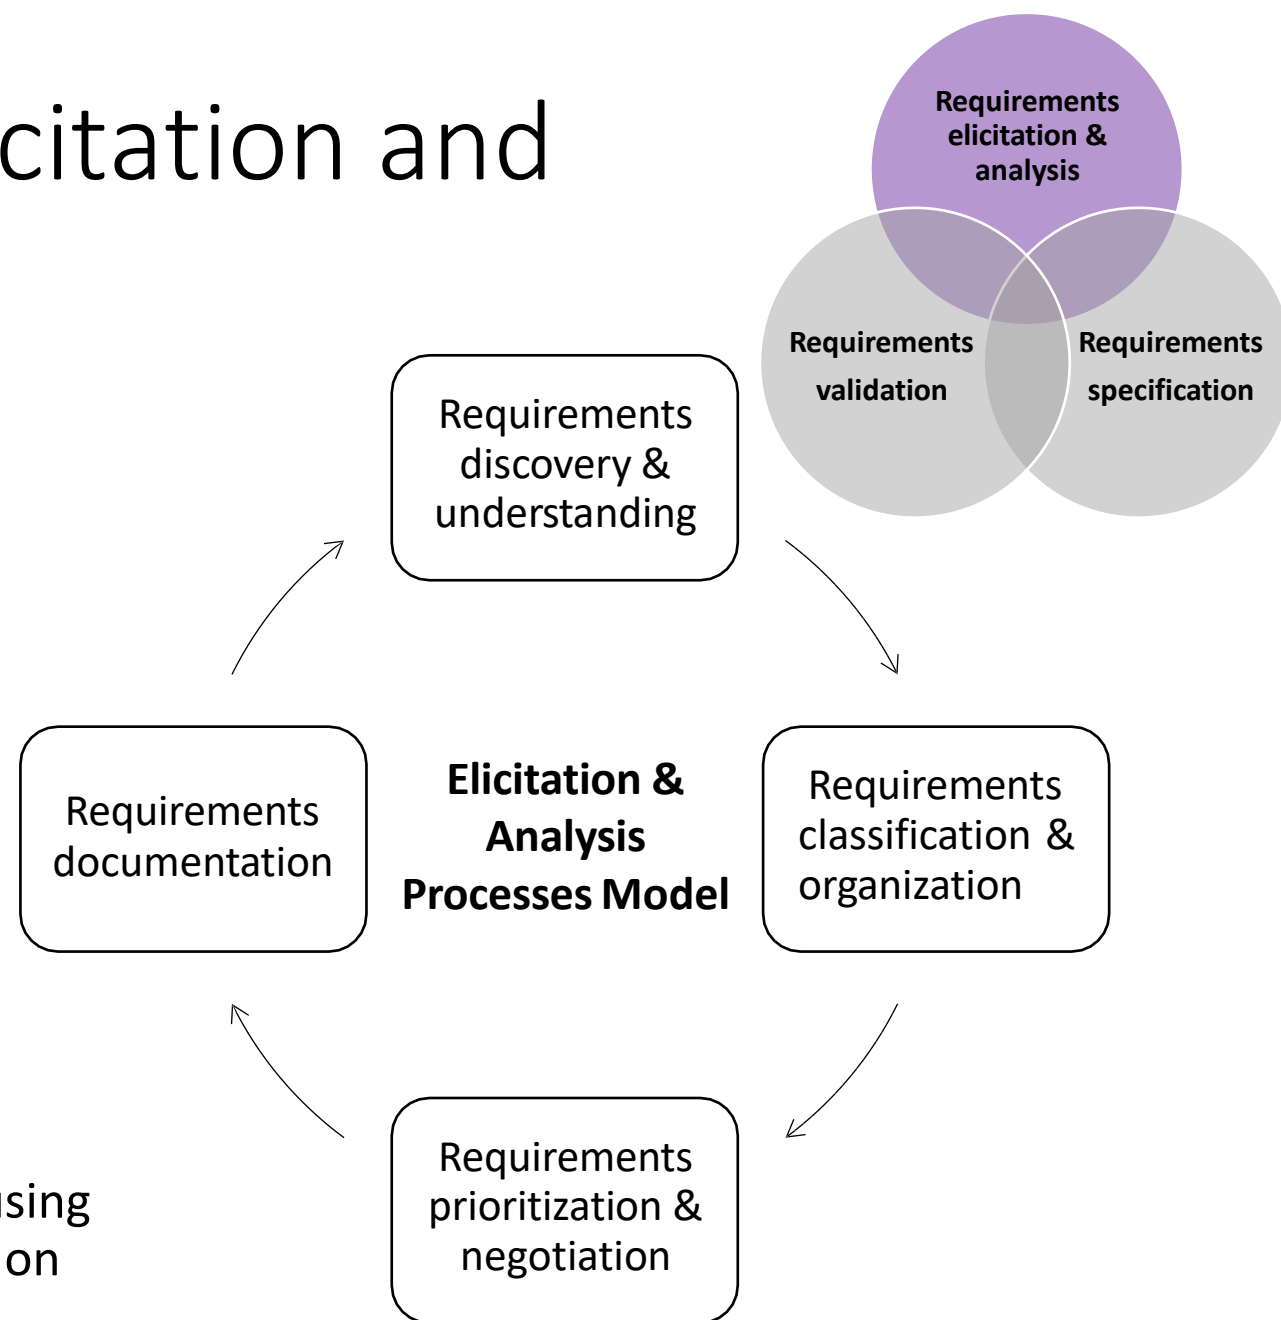 citation and
Requirements
elicitation &
analysis
Requirements
validation
Requirements
specification
Requirements
discovery &
understanding
Requirements
documentation
Elicitation &
Analysis
Processes Model
Requirements
classification &
organization
Requirements
prioritization &
negotiation
using
on